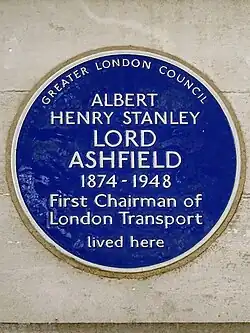 GREATER LONDON COUNCIL
ALBERT
HENRY STANLEY
LORD
ASHFIELD
1874-1948
First Chairman of
London Transport
lived here